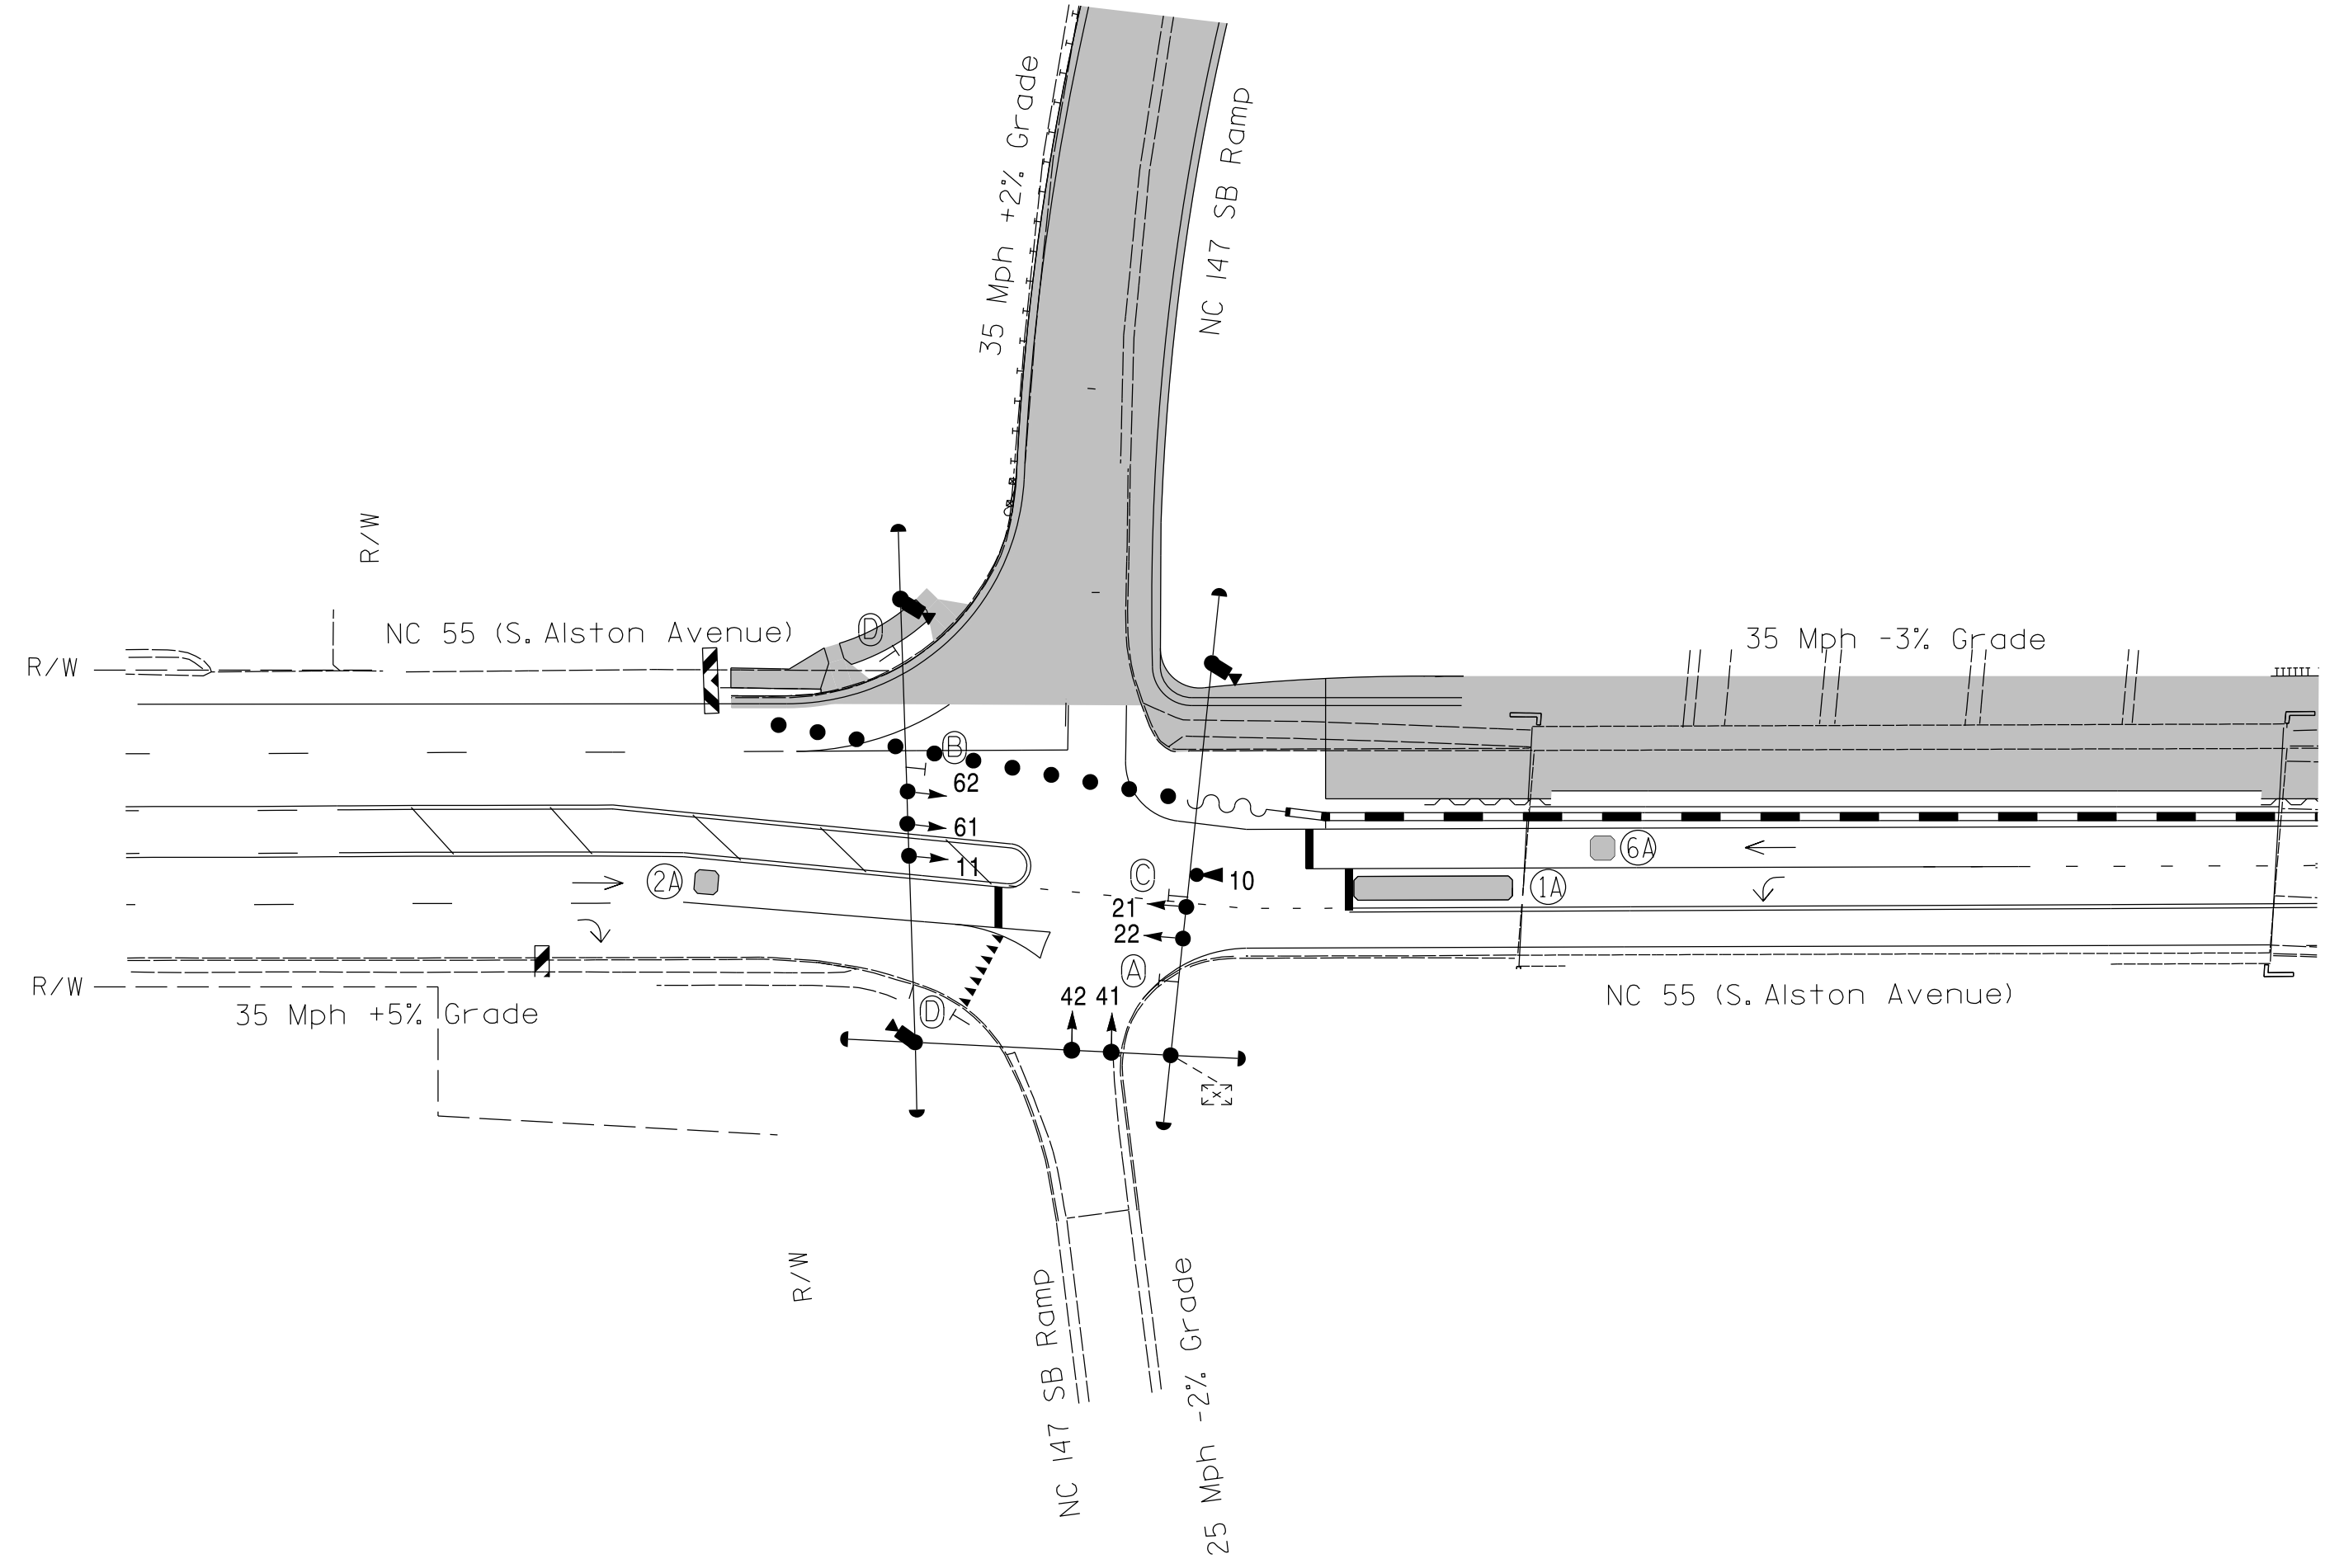 35 Mph +2% Grade
NC 147 SB Ramp
R/W
NC 55 (S. Alston Avenue)
D
35 Mph -3% Grade
R/W
B
62
61
11
2A
C
10
6A
1A
21
22
A
R/W
35 Mph +5% Grade
D
42 41
NC 55 (S. Alston Avenue)
x
R/W
NC 147 SB Ramp
25 Mph -2% Grade